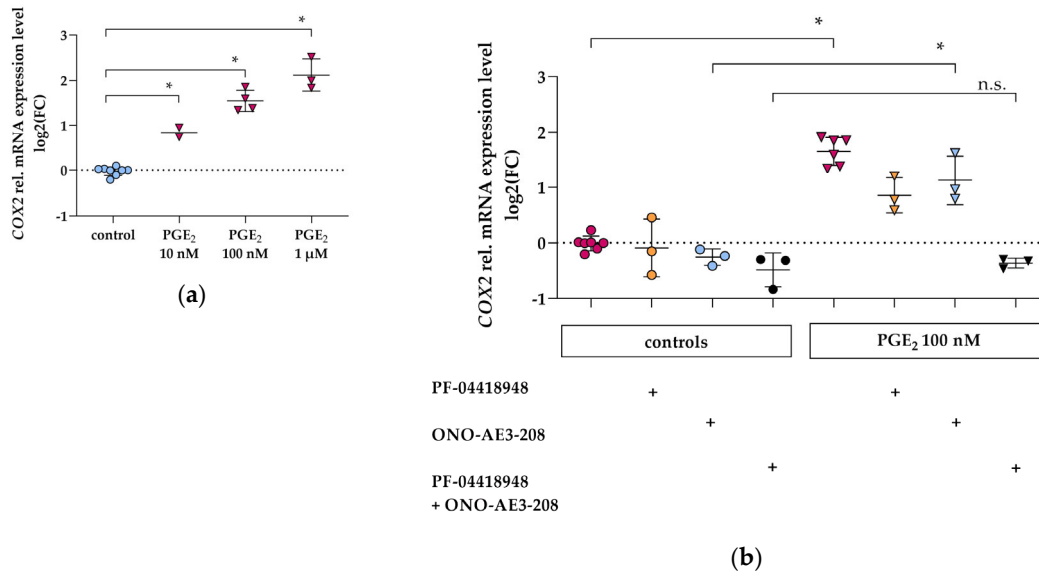 COX2 rel. mRNA expression level
log2(FC)
3
2
1
0
-1
*
*
*
control
PGE₂
10 nM
PGE₂
100 nM
PGE₂
1 μM
(a)
COX2 rel. mRNA expression level
log2(FC)
3
2
1
0
-1
*
*
n.s.
controls
PGE₂ 100 nM
PF-04418948
+ +
ONO-AE3-208
+ +
PF-04418948
+ ONO-AE3-208
+ +
(b)